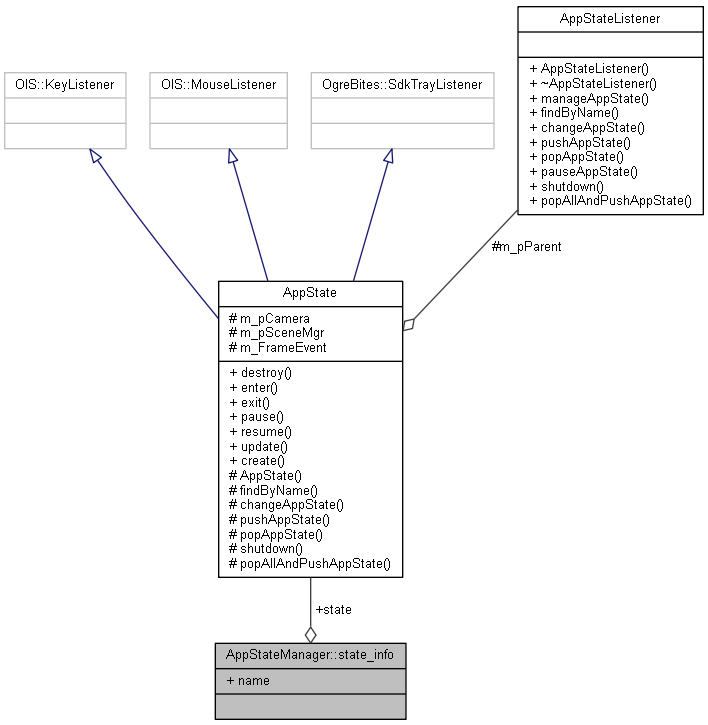 AppStateListener
+ AppStateListener()
+ ~AppStateListener()
+ manageAppState()
+ findByName()
+ changeAppState()
+ pushAppState()
+ popAppState()
+ pauseAppState()
+ shutdown()
+ popAllAndPushAppState()
OIS::KeyListener
OIS::MouseListener
OgreBites::SdkTrayListener
#m_pParent
AppState
# m_pCamera
# m_pSceneMgr
# m_FrameEvent
+ destroy()
+ enter()
+ exit()
+ pause()
+ resume()
+ update()
+ create()
# AppState()
# findByName()
# changeAppState()
# pushAppState()
# popAppState()
# shutdown()
# popAllAndPushAppState()
+state
AppStateManager::state_info
+ name